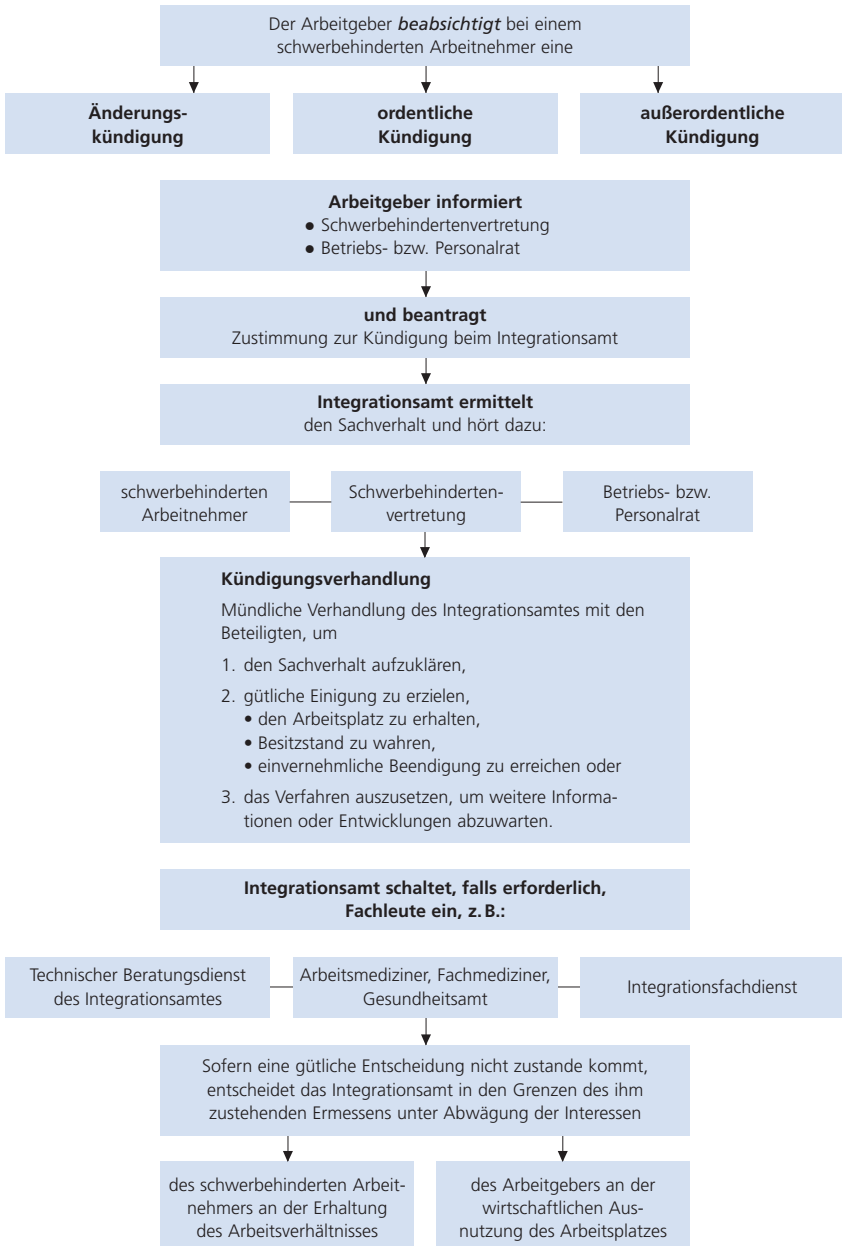 Der Arbeitgeber beabsichtigt bei einem
schwerbehinderten Arbeitnehmer eine
Änderungs-
kündigung
ordentliche
Kündigung
außerordentliche
Kündigung
Arbeitgeber informiert
● Schwerbehindertenvertretung
● Betriebs- bzw. Personalrat
und beantragt
Zustimmung zur Kündigung beim Integrationsamt
Integrationsamt ermittelt
den Sachverhalt und hört dazu:
schwerbehinderten
Arbeitnehmer
Schwerbehinderten-
vertretung
Betriebs- bzw.
Personalrat
Kündigungsverhandlung
Mündliche Verhandlung des Integrationsamtes mit den
Beteiligten, um
1. den Sachverhalt aufzuklären,
2. gütliche Einigung zu erzielen,
● den Arbeitsplatz zu erhalten,
● Besitzstand zu wahren,
● einvernehmliche Beendigung zu erreichen oder
3. das Verfahren auszusetzen, um weitere Informa-
tionen oder Entwicklungen abzuwarten.
Integrationsamt schaltet, falls erforderlich,
Fachleute ein, z. B.:
Technischer Beratungsdienst
des Integrationsamtes
Arbeitsmediziner, Fachmediziner,
Gesundheitsamt
Integrationsfachdienst
Sofern eine gütliche Entscheidung nicht zustande kommt,
entscheidet das Integrationsamt in den Grenzen des ihm
zustehenden Ermessens unter Abwägung der Interessen
des schwerbehinderten Arbeit-
nehmers an der Erhaltung
des Arbeitsverhältnisses
des Arbeitgebers an der
wirtschaftlichen Aus-
nutzung des Arbeitsplatzes